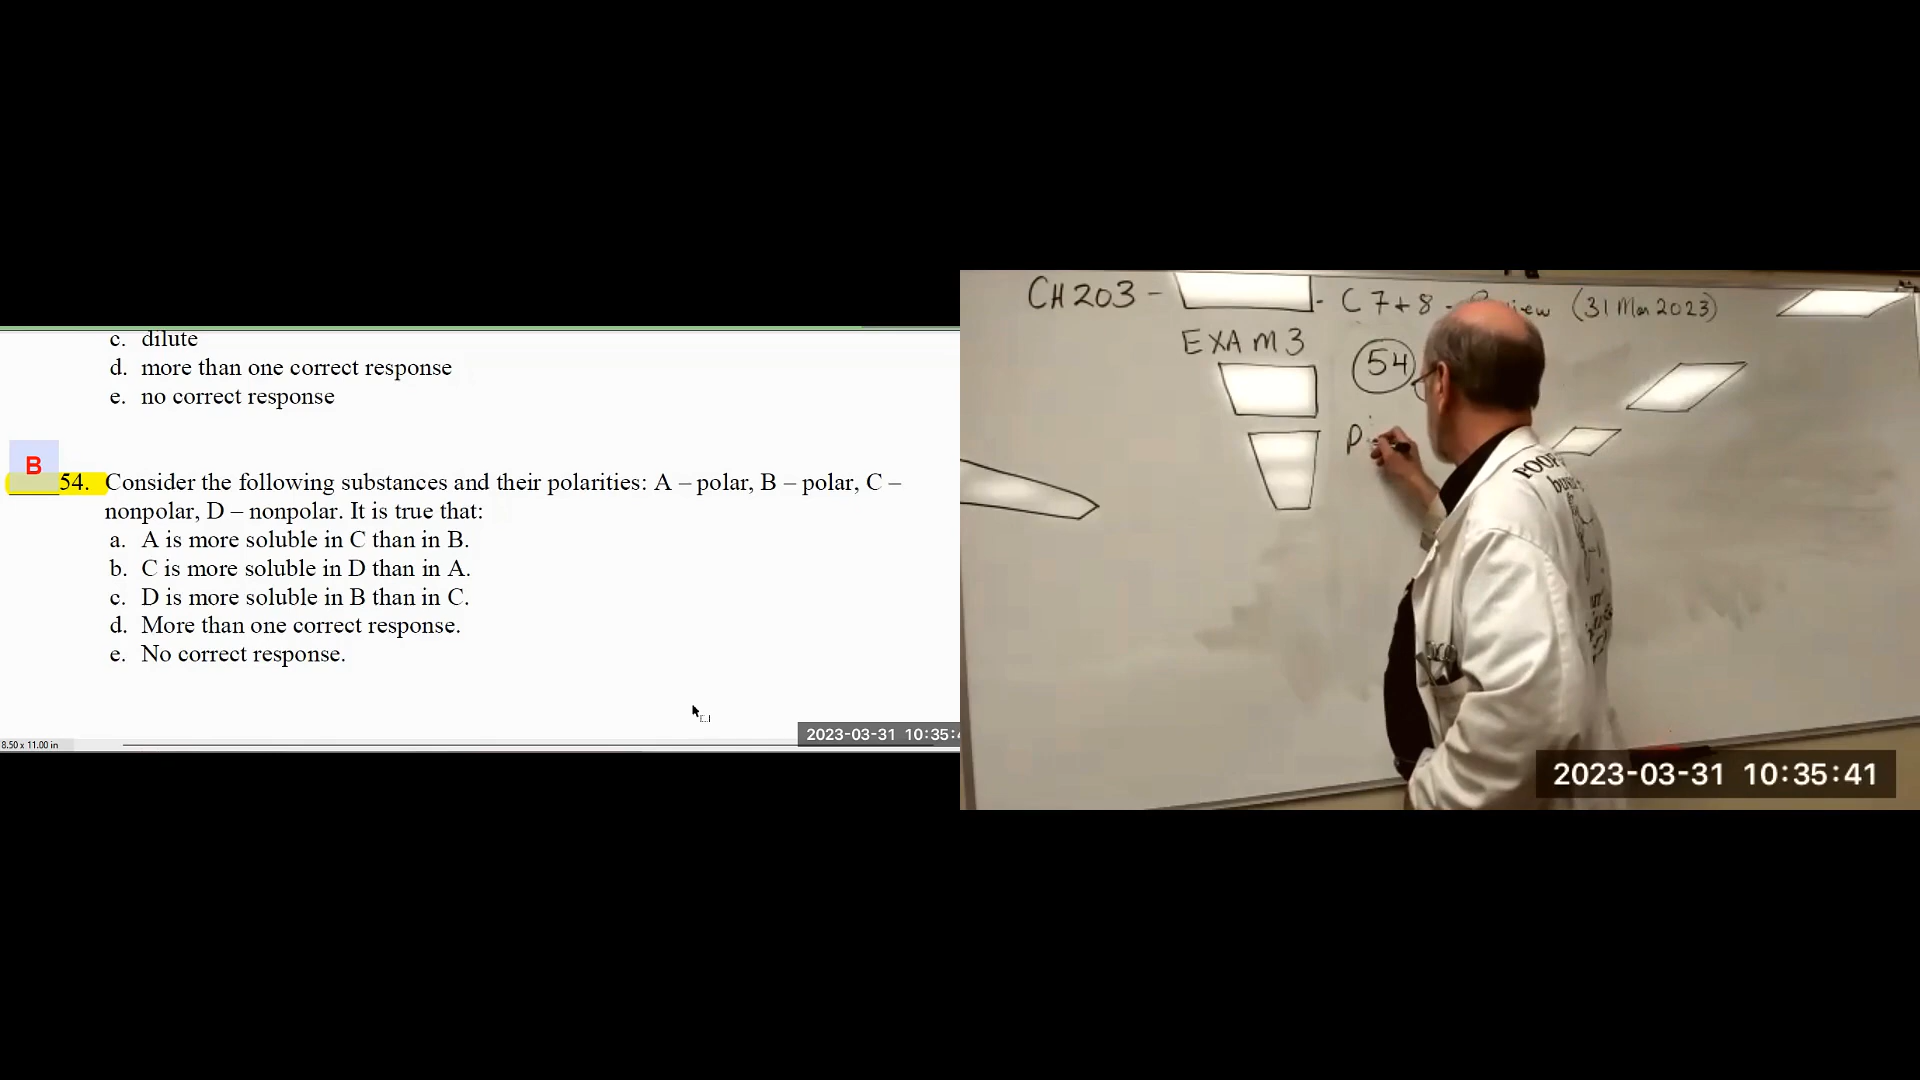 c. dilute
d. more than one correct response
e. no correct response
B
54. Consider the following substances and their polarities: A – polar, B – polar, C –
nonpolar, D – nonpolar. It is true that:
a. A is more soluble in C than in B.
b. C is more soluble in D than in A.
c. D is more soluble in B than in C.
d. More than one correct response.
e. No correct response.
8.50 x 11.00 in
2023-03-31 10:35:4
CH203 - - C 7+8 - (31 Mar 2023)
EXAM 3
54
P
2023-03-31 10:35:41